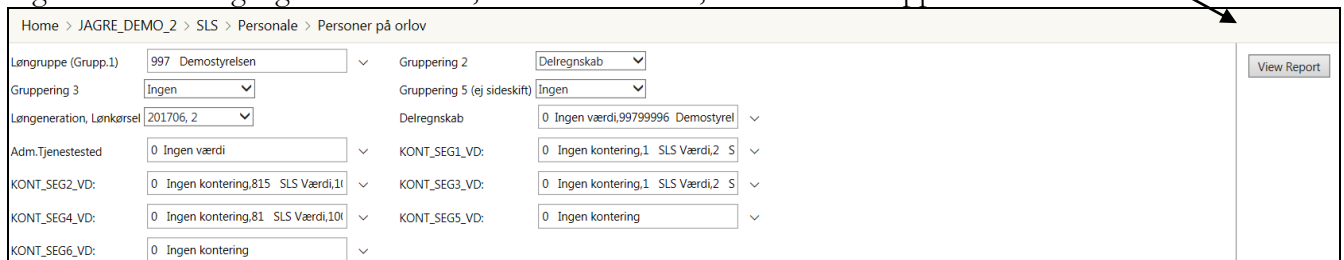 Home > JAGRE_DEMO_2 > SLS > Personale > Personer på orlov
Løngruppe (Grupp.1) 997 Demostyrelsen Gruppering 2 Delregnskab View Report
Gruppering 3 Ingen Gruppering 5 (ej sideskift) Ingen
Løngeneration, Lønkørsel 201706, 2 Delregnskab 0 Ingen værdi,99799996 Demostyrel
Adm.Tjenestested 0 Ingen værdi KONT_SEG1_VD: 0 Ingen kontering,1 SLS Værdi,2 S
KONT_SEG2_VD: 0 Ingen kontering,815 SLS Værdi,1( KONT_SEG3_VD: 0 Ingen kontering,1 SLS Værdi,2 S
KONT_SEG4_VD: 0 Ingen kontering,81 SLS Værdi,10( KONT_SEG5_VD: 0 Ingen kontering
KONT_SEG6_VD: 0 Ingen kontering